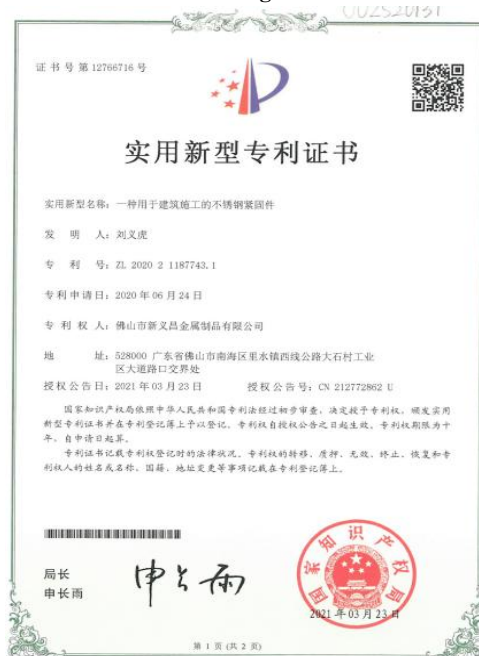 证书号第12766716号
实用新型专利证书
实用新型名称：一种用于建筑施工的不锈钢紧固件
发 明 人：刘义虎
专 利 号：ZL 2020 2 1187743.1
专利申请日：2020年06月24日
专 利 权 人：佛山市新义昌金属制品有限公司
地 址：528000 广东省佛山市南海区里水镇西线公路大石村工业
区大道路口交界处
授权公告日：2021年03月23日 授权公告号：CN 212772862 U
国家知识产权局依照中华人民共和国专利法经过初步审查，决定授予专利权，颁发实用
新型专利证书并在专利登记簿上予以登记。专利权自授权公告之日起生效。专利权期限为十
年，自申请日起算。
专利证书记载专利权登记时的法律状况。专利权的转移、质押、无效、终止、恢复和专
利权人的姓名或名称、国籍、地址变更等事项记载在专利登记簿上。
局长
申长雨
申长雨
国家知识产权局
2021年03月23日
第 1 页 (共 2 页)